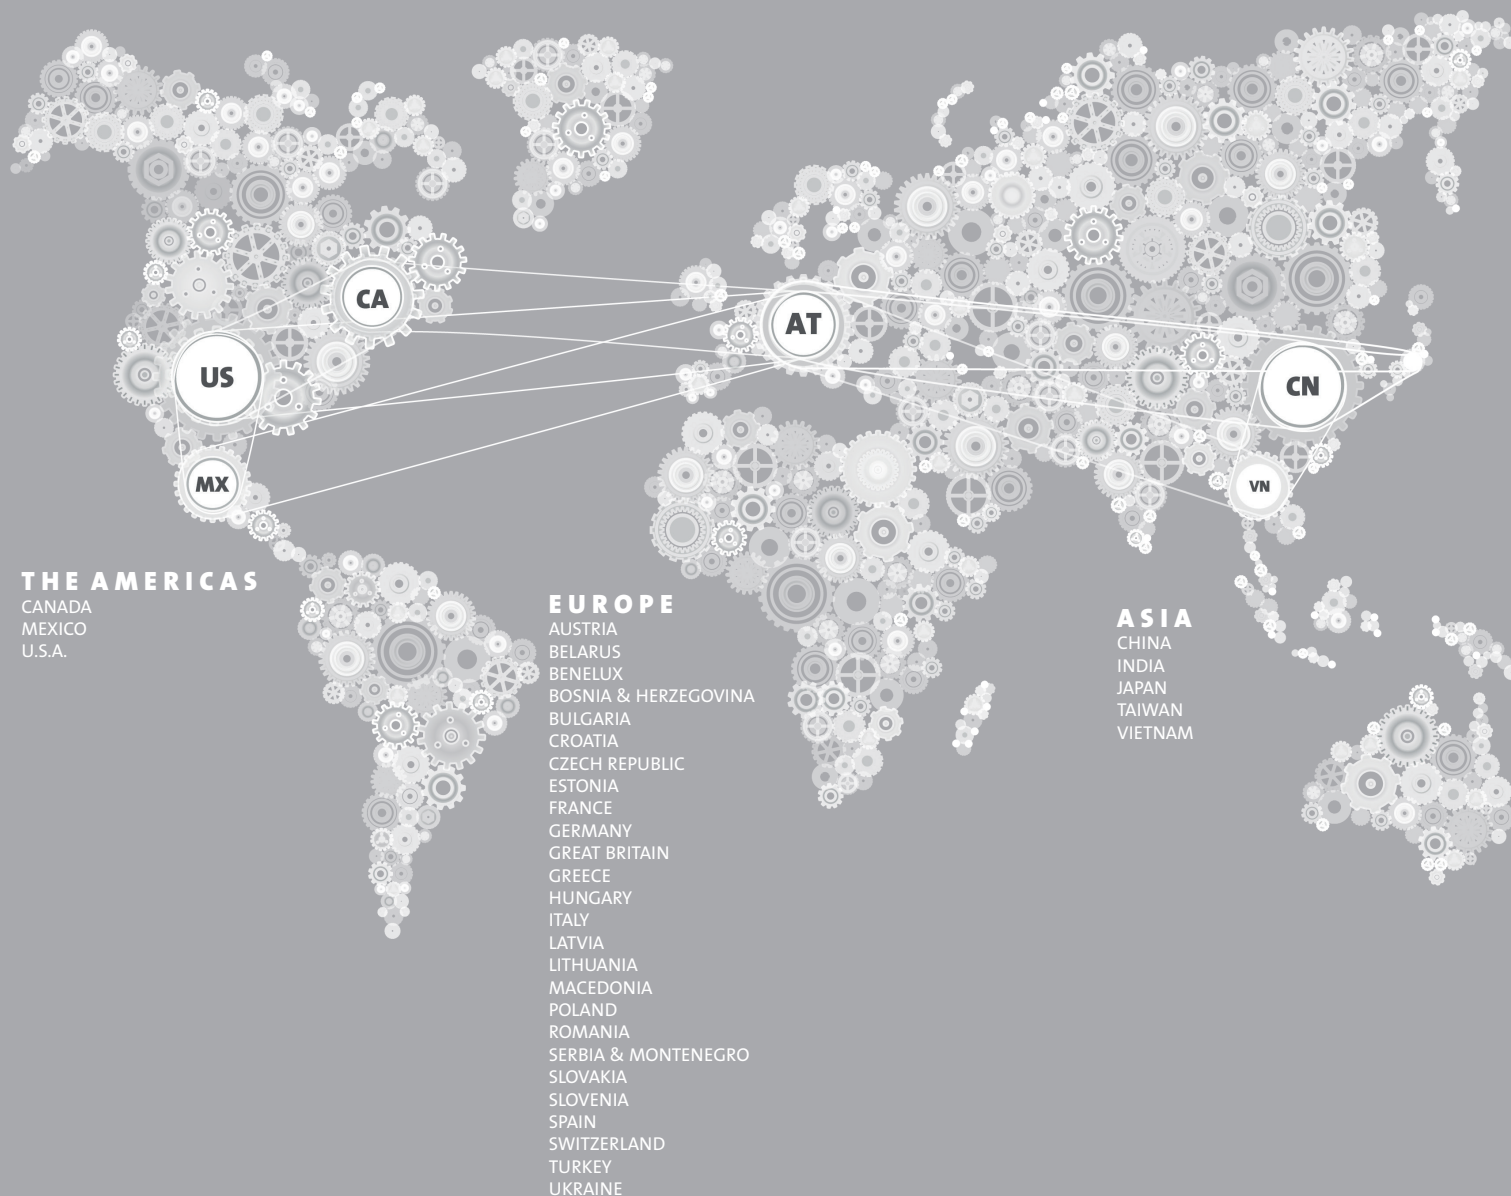 CA
AT
US
CN
MX
VN
THE AMERICAS
CANADA
MEXICO
U.S.A.
EUROPE
AUSTRIA
BELARUS
BENELUX
BOSNIA & HERZEGOVINA
BULGARIA
CROATIA
CZECH REPUBLIC
ESTONIA
FRANCE
GERMANY
GREAT BRITAIN
GREECE
HUNGARY
ITALY
LATVIA
LITHUANIA
MACEDONIA
POLAND
ROMANIA
SERBIA & MONTENEGRO
SLOVAKIA
SLOVENIA
SPAIN
SWITZERLAND
TURKEY
UKRAINE
ASIA
CHINA
INDIA
JAPAN
TAIWAN
VIETNAM